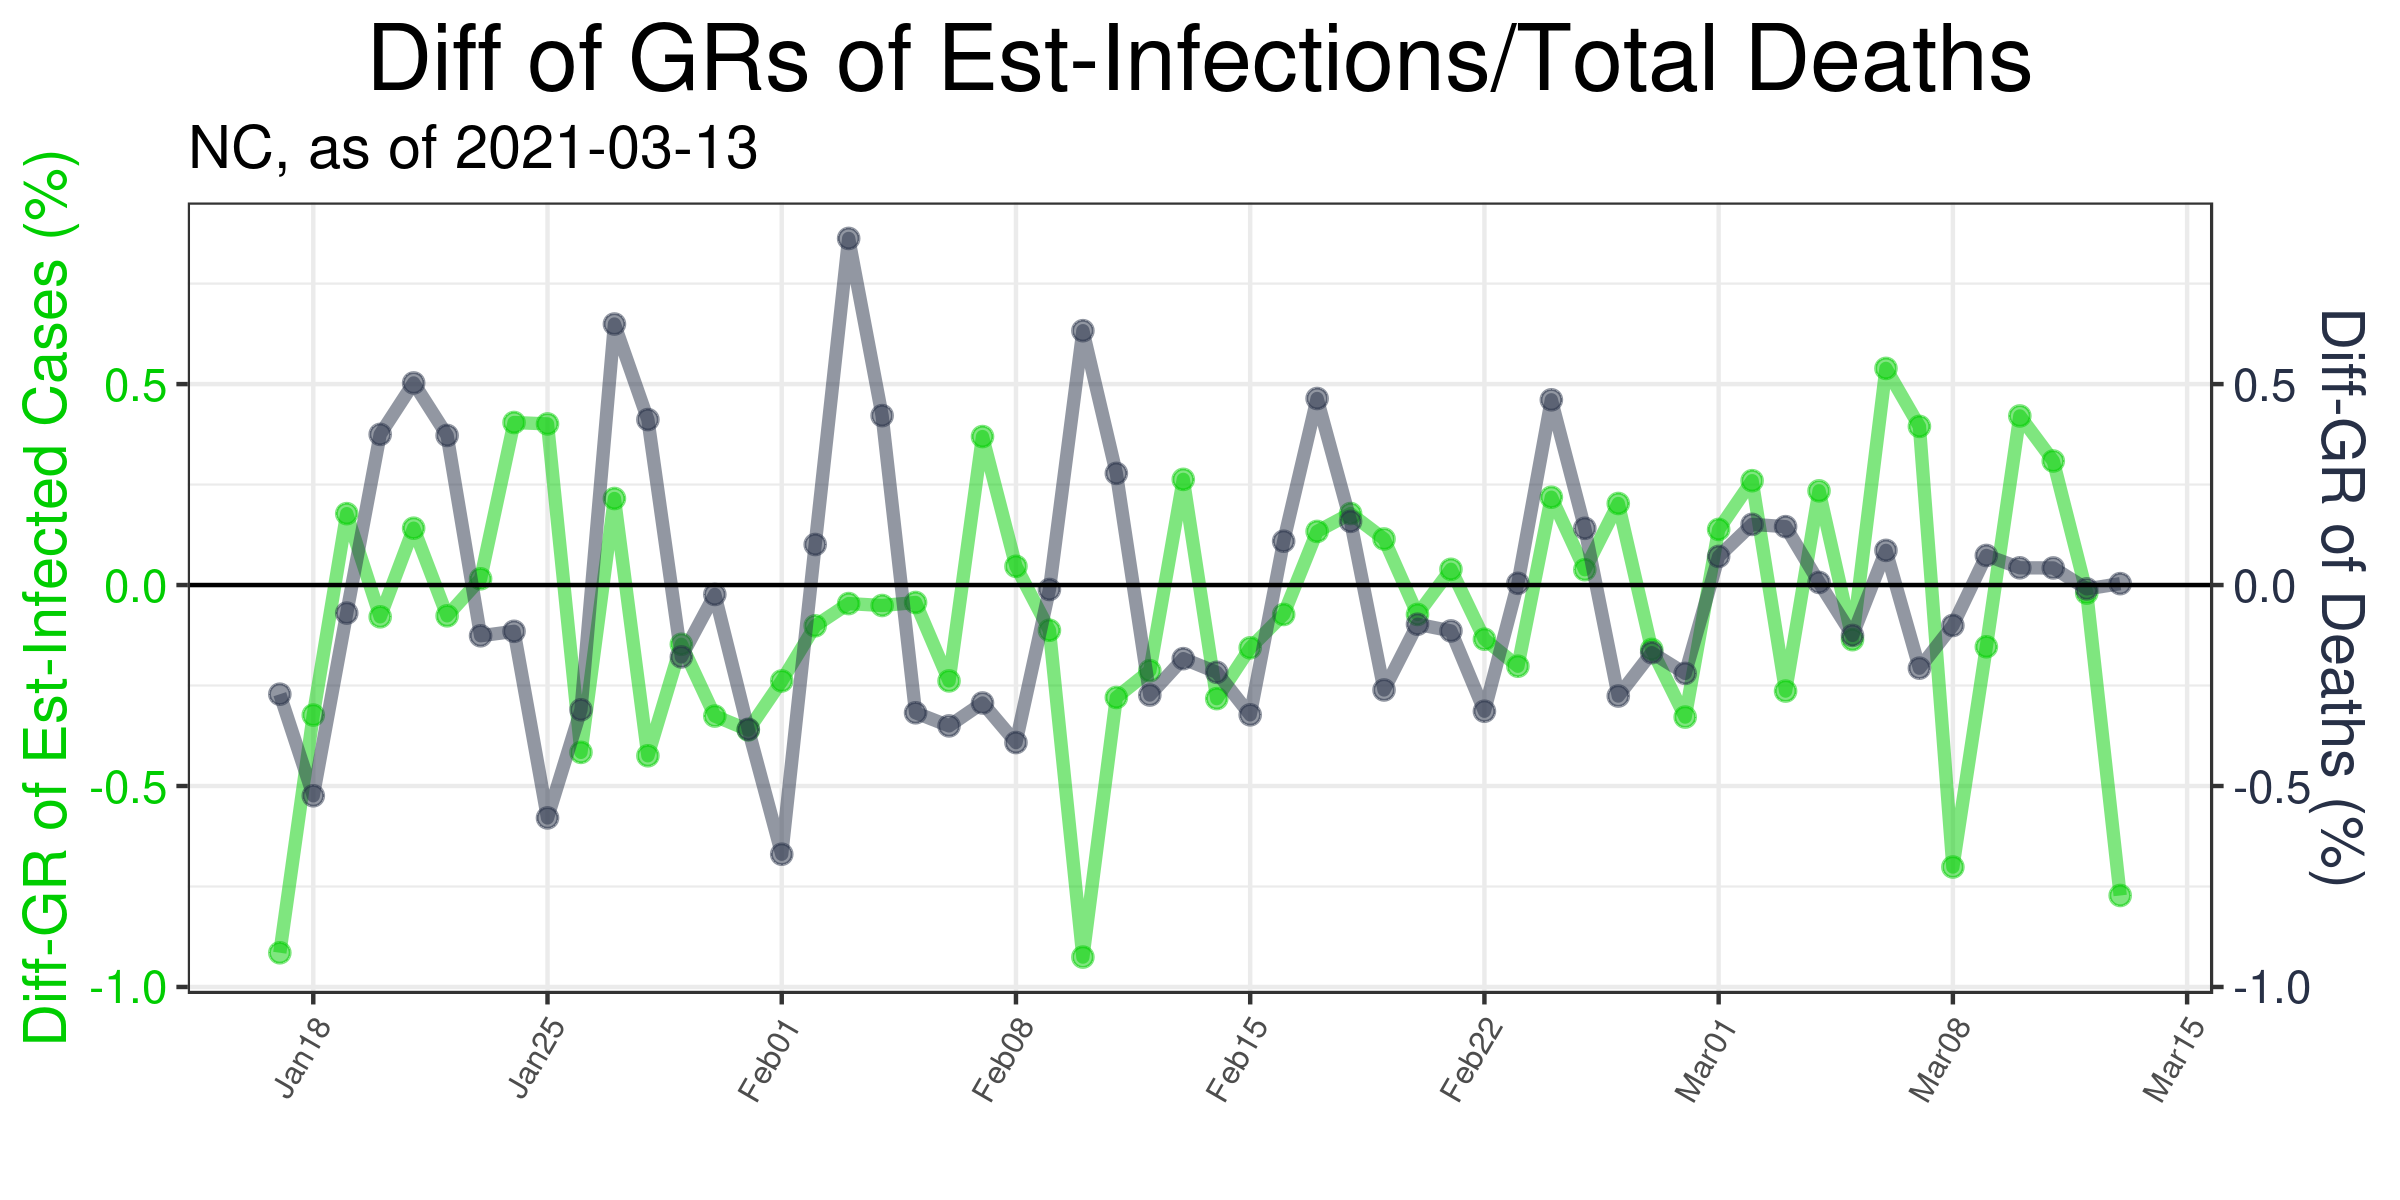 Diff of GRs of Est-Infections/Total Deaths
NC, as of 2021-03-13
Diff-GR of Est-Infected Cases (%)
0.5
0.0
-0.5
-1.0
0.5
0.0
-0.5
-1.0
Diff-GR of Deaths (%)
Jan18
Jan25
Feb01
Feb08
Feb15
Feb22
Mar01
Mar08
Mar15